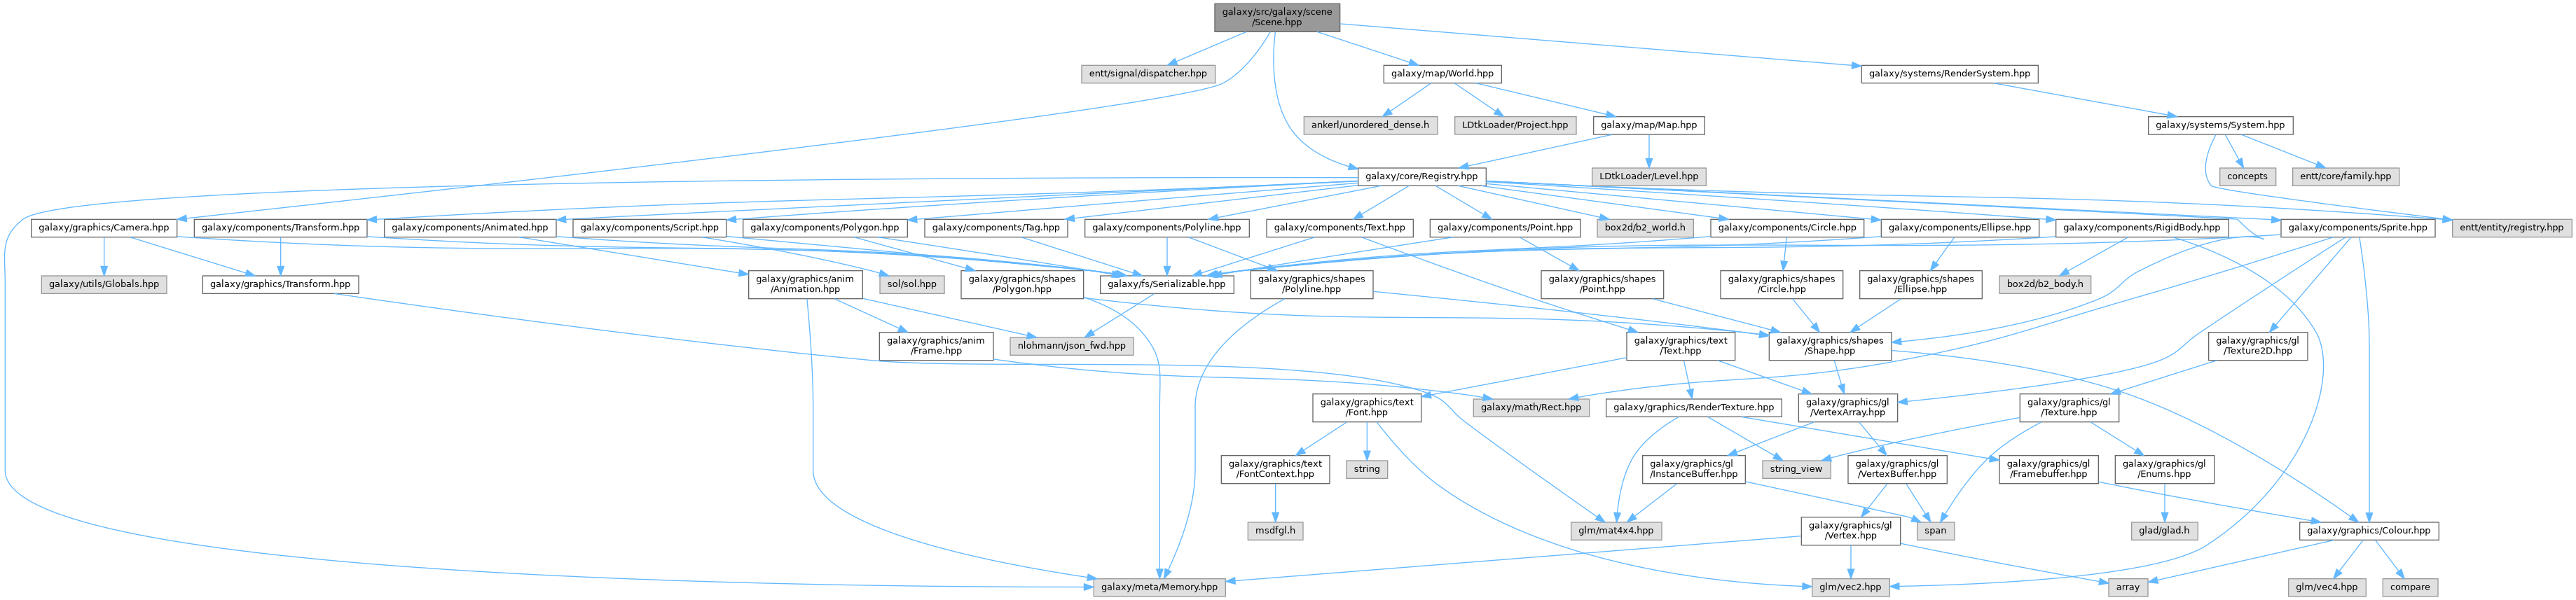 galaxy/src/galaxy/scene
/Scene.hpp
entt/signal/dispatcher.hpp
galaxy/map/World.hpp
galaxy/systems/RenderSystem.hpp
ankerl/unordered_dense.h
LDtkLoader/Project.hpp
galaxy/map/Map.hpp
galaxy/systems/System.hpp
galaxy/core/Registry.hpp
LDtkLoader/Level.hpp
concepts
entt/core/family.hpp
galaxy/graphics/Camera.hpp
galaxy/components/Transform.hpp
galaxy/components/Animated.hpp
galaxy/components/Script.hpp
galaxy/components/Polygon.hpp
galaxy/components/Tag.hpp
galaxy/components/Polyline.hpp
galaxy/components/Text.hpp
galaxy/components/Point.hpp
box2d/b2_world.h
galaxy/components/Circle.hpp
galaxy/components/Ellipse.hpp
galaxy/components/RigidBody.hpp
galaxy/components/Sprite.hpp
entt/entity/registry.hpp
galaxy/utils/Globals.hpp
galaxy/graphics/Transform.hpp
galaxy/graphics/anim
/Animation.hpp
sol/sol.hpp
galaxy/graphics/shapes
/Polygon.hpp
galaxy/fs/Serializable.hpp
galaxy/graphics/shapes
/Polyline.hpp
galaxy/graphics/shapes
/Point.hpp
galaxy/graphics/shapes
/Circle.hpp
galaxy/graphics/shapes
/Ellipse.hpp
box2d/b2_body.h
galaxy/graphics/anim
/Frame.hpp
nlohmann/json_fwd.hpp
galaxy/graphics/text
/Text.hpp
galaxy/graphics/shapes
/Shape.hpp
galaxy/graphics/gl
/Texture2D.hpp
galaxy/graphics/text
/Font.hpp
galaxy/math/Rect.hpp
galaxy/graphics/RenderTexture.hpp
galaxy/graphics/gl
/VertexArray.hpp
galaxy/graphics/gl
/Texture.hpp
galaxy/graphics/text
/FontContext.hpp
string
galaxy/graphics/gl
/InstanceBuffer.hpp
string_view
galaxy/graphics/gl
/VertexBuffer.hpp
galaxy/graphics/gl
/Framebuffer.hpp
galaxy/graphics/gl
/Enums.hpp
msdfgl.h
glm/mat4x4.hpp
galaxy/graphics/gl
/Vertex.hpp
span
glad/glad.h
galaxy/graphics/Colour.hpp
galaxy/meta/Memory.hpp
glm/vec2.hpp
array
glm/vec4.hpp
compare